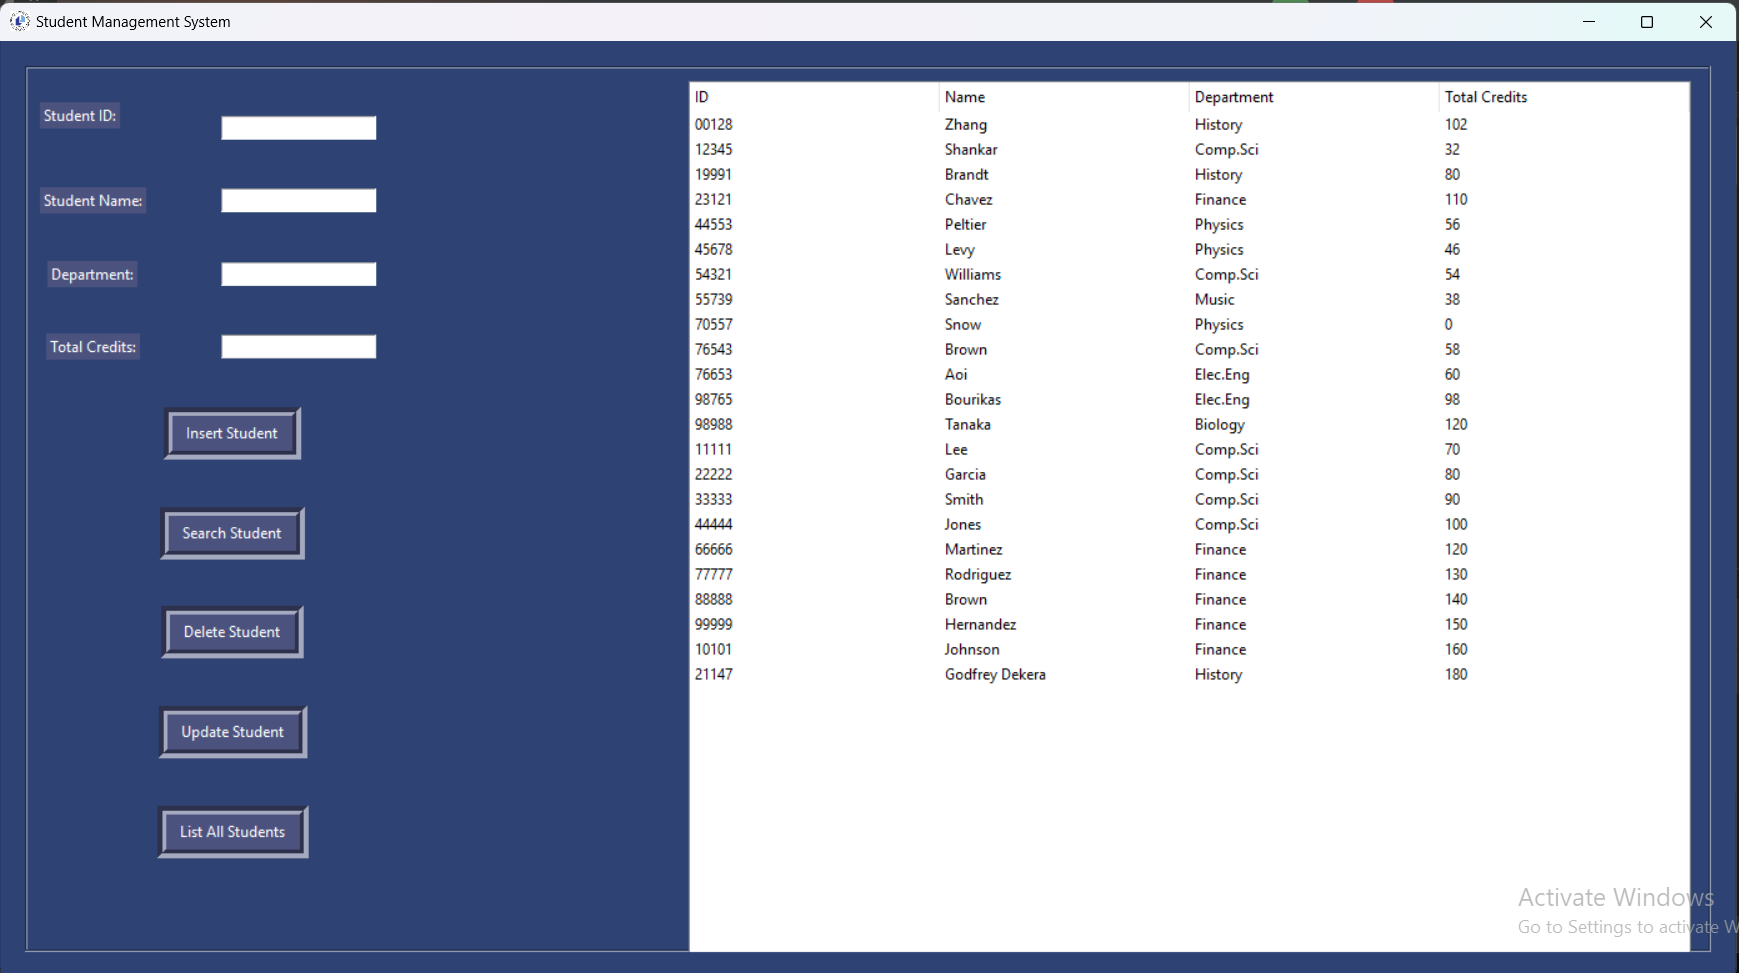 Student Management System
Student ID:
Student Name:
Department:
Total Credits:
Insert Student
Search Student
Delete Student
Update Student
List All Students
ID Name Department Total Credits
00128 Zhang History 102
12345 Shankar Comp.Sci 32
19991 Brandt History 80
23121 Chavez Finance 110
44553 Peltier Physics 56
45678 Levy Physics 46
54321 Williams Comp.Sci 54
55739 Sanchez Music 38
70557 Snow Physics 0
76543 Brown Comp.Sci 58
76653 Aoi Elec.Eng 60
98765 Bourikas Elec.Eng 98
98988 Tanaka Biology 120
11111 Lee Comp.Sci 70
22222 Garcia Comp.Sci 80
33333 Smith Comp.Sci 90
44444 Jones Comp.Sci 100
66666 Martinez Finance 120
77777 Rodriguez Finance 130
88888 Brown Finance 140
99999 Hernandez Finance 150
10101 Johnson Finance 160
21147 Godfrey Dekera History 180
Activate Windows
Go to Settings to activate W